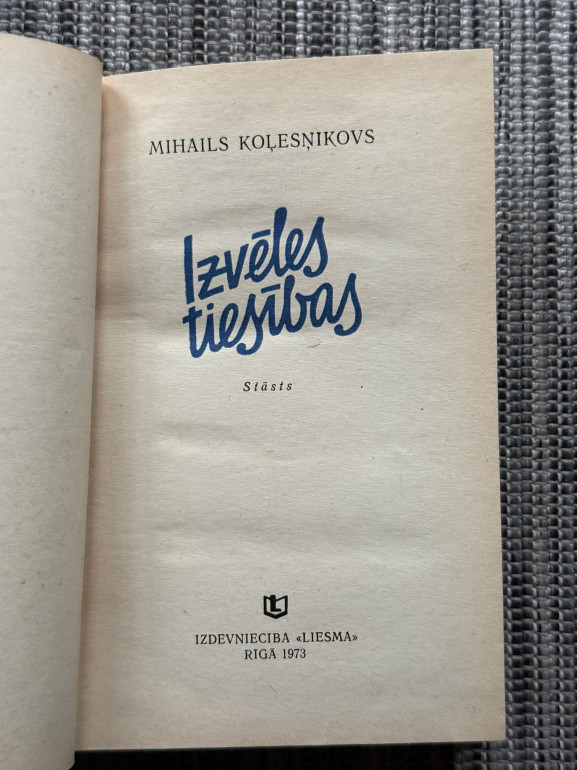 MIHAILS KOĻESŅIKOVS
Izvēles
tiesības
Stāsts
L
IZDEVNIECĪBA «LIESMA»
RĪGĀ 1973